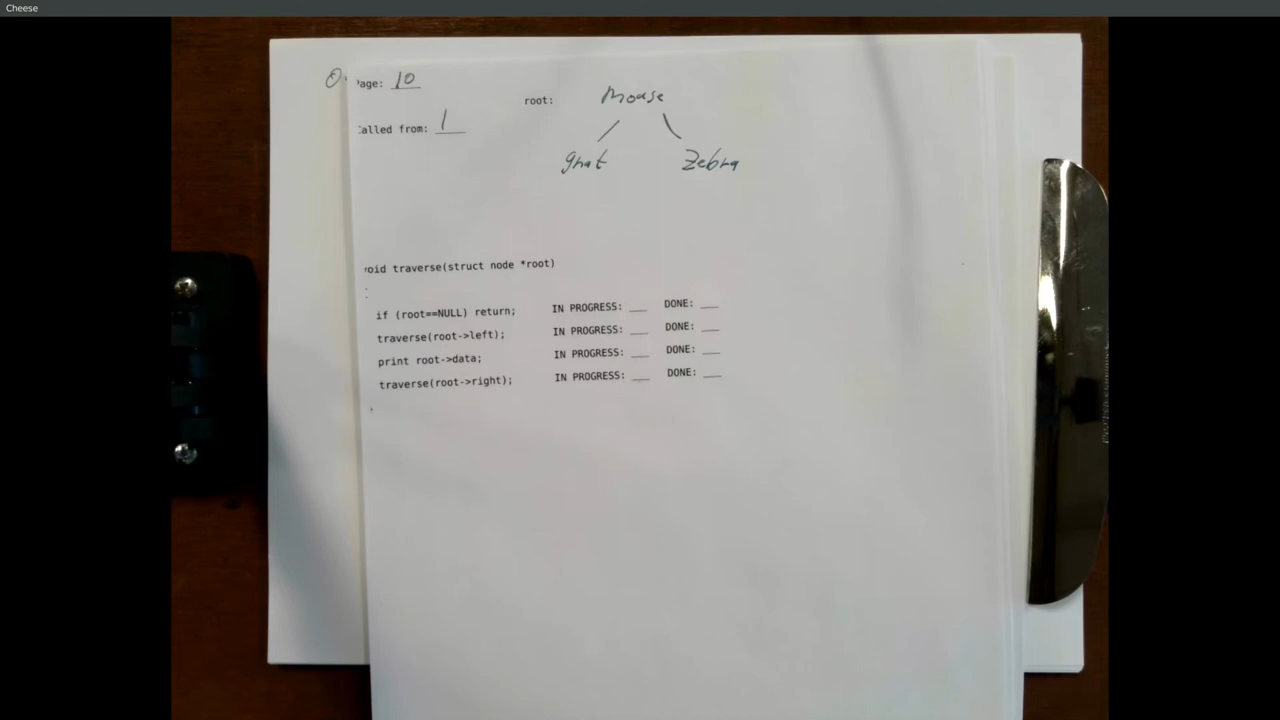 Cheese
Page: 10
root: Mouse
Called from: 1
gnat Zebra
void traverse(struct node *root)
if (root==NULL) return; IN PROGRESS: ___ DONE: ___
traverse(root->left); IN PROGRESS: ___ DONE: ___
print root->data; IN PROGRESS: ___ DONE: ___
traverse(root->right); IN PROGRESS: ___ DONE: ___